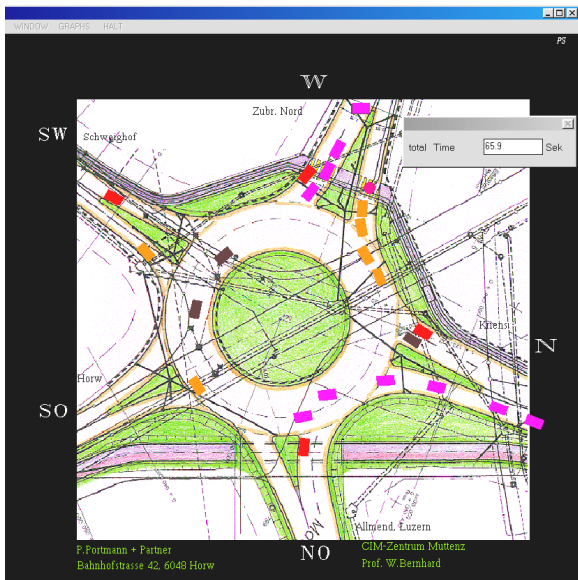 WINDOW GRAPHS HALT
PS
W
Zubr. Nord
SW
Schweighof
total Time 65.9 Sek
Kriens
N
Horw
SO
Allmend, Luzern
NO
P.Portmann + Partner
Bahnhofstrasse 42, 6048 Horw
CIM-Zentrum Muttenz
Prof. W.Bernhard